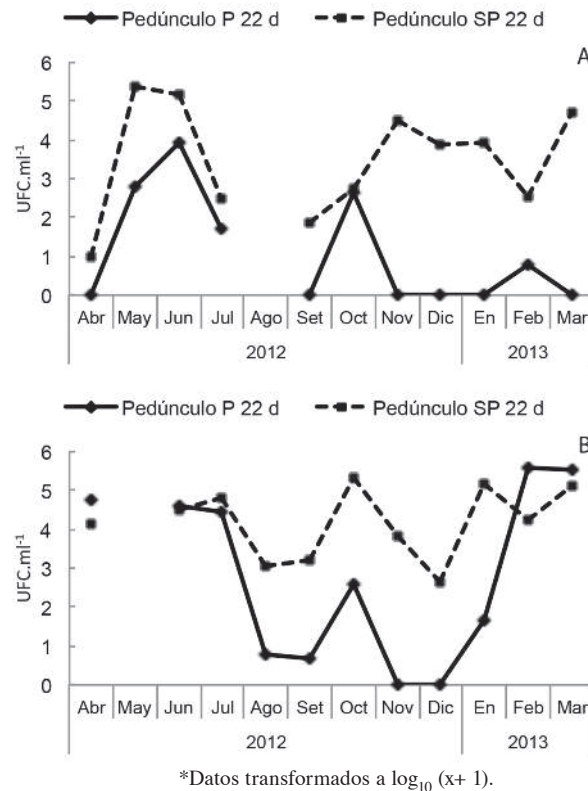 Pedúnculo P 22 d Pedúnculo SP 22 d
A
UFC.ml⁻¹
6
5
4
3
2
1
0
Abr May Jun Jul Ago Set Oct Nov Dic En Feb Mar
2012 2013
Pedúnculo P 22 d Pedúnculo SP 22 d
B
UFC.ml⁻¹
6
5
4
3
2
1
0
Abr May Jun Jul Ago Set Oct Nov Dic En Feb Mar
2012 2013
*Datos transformados a log₁₀ (x+ 1).